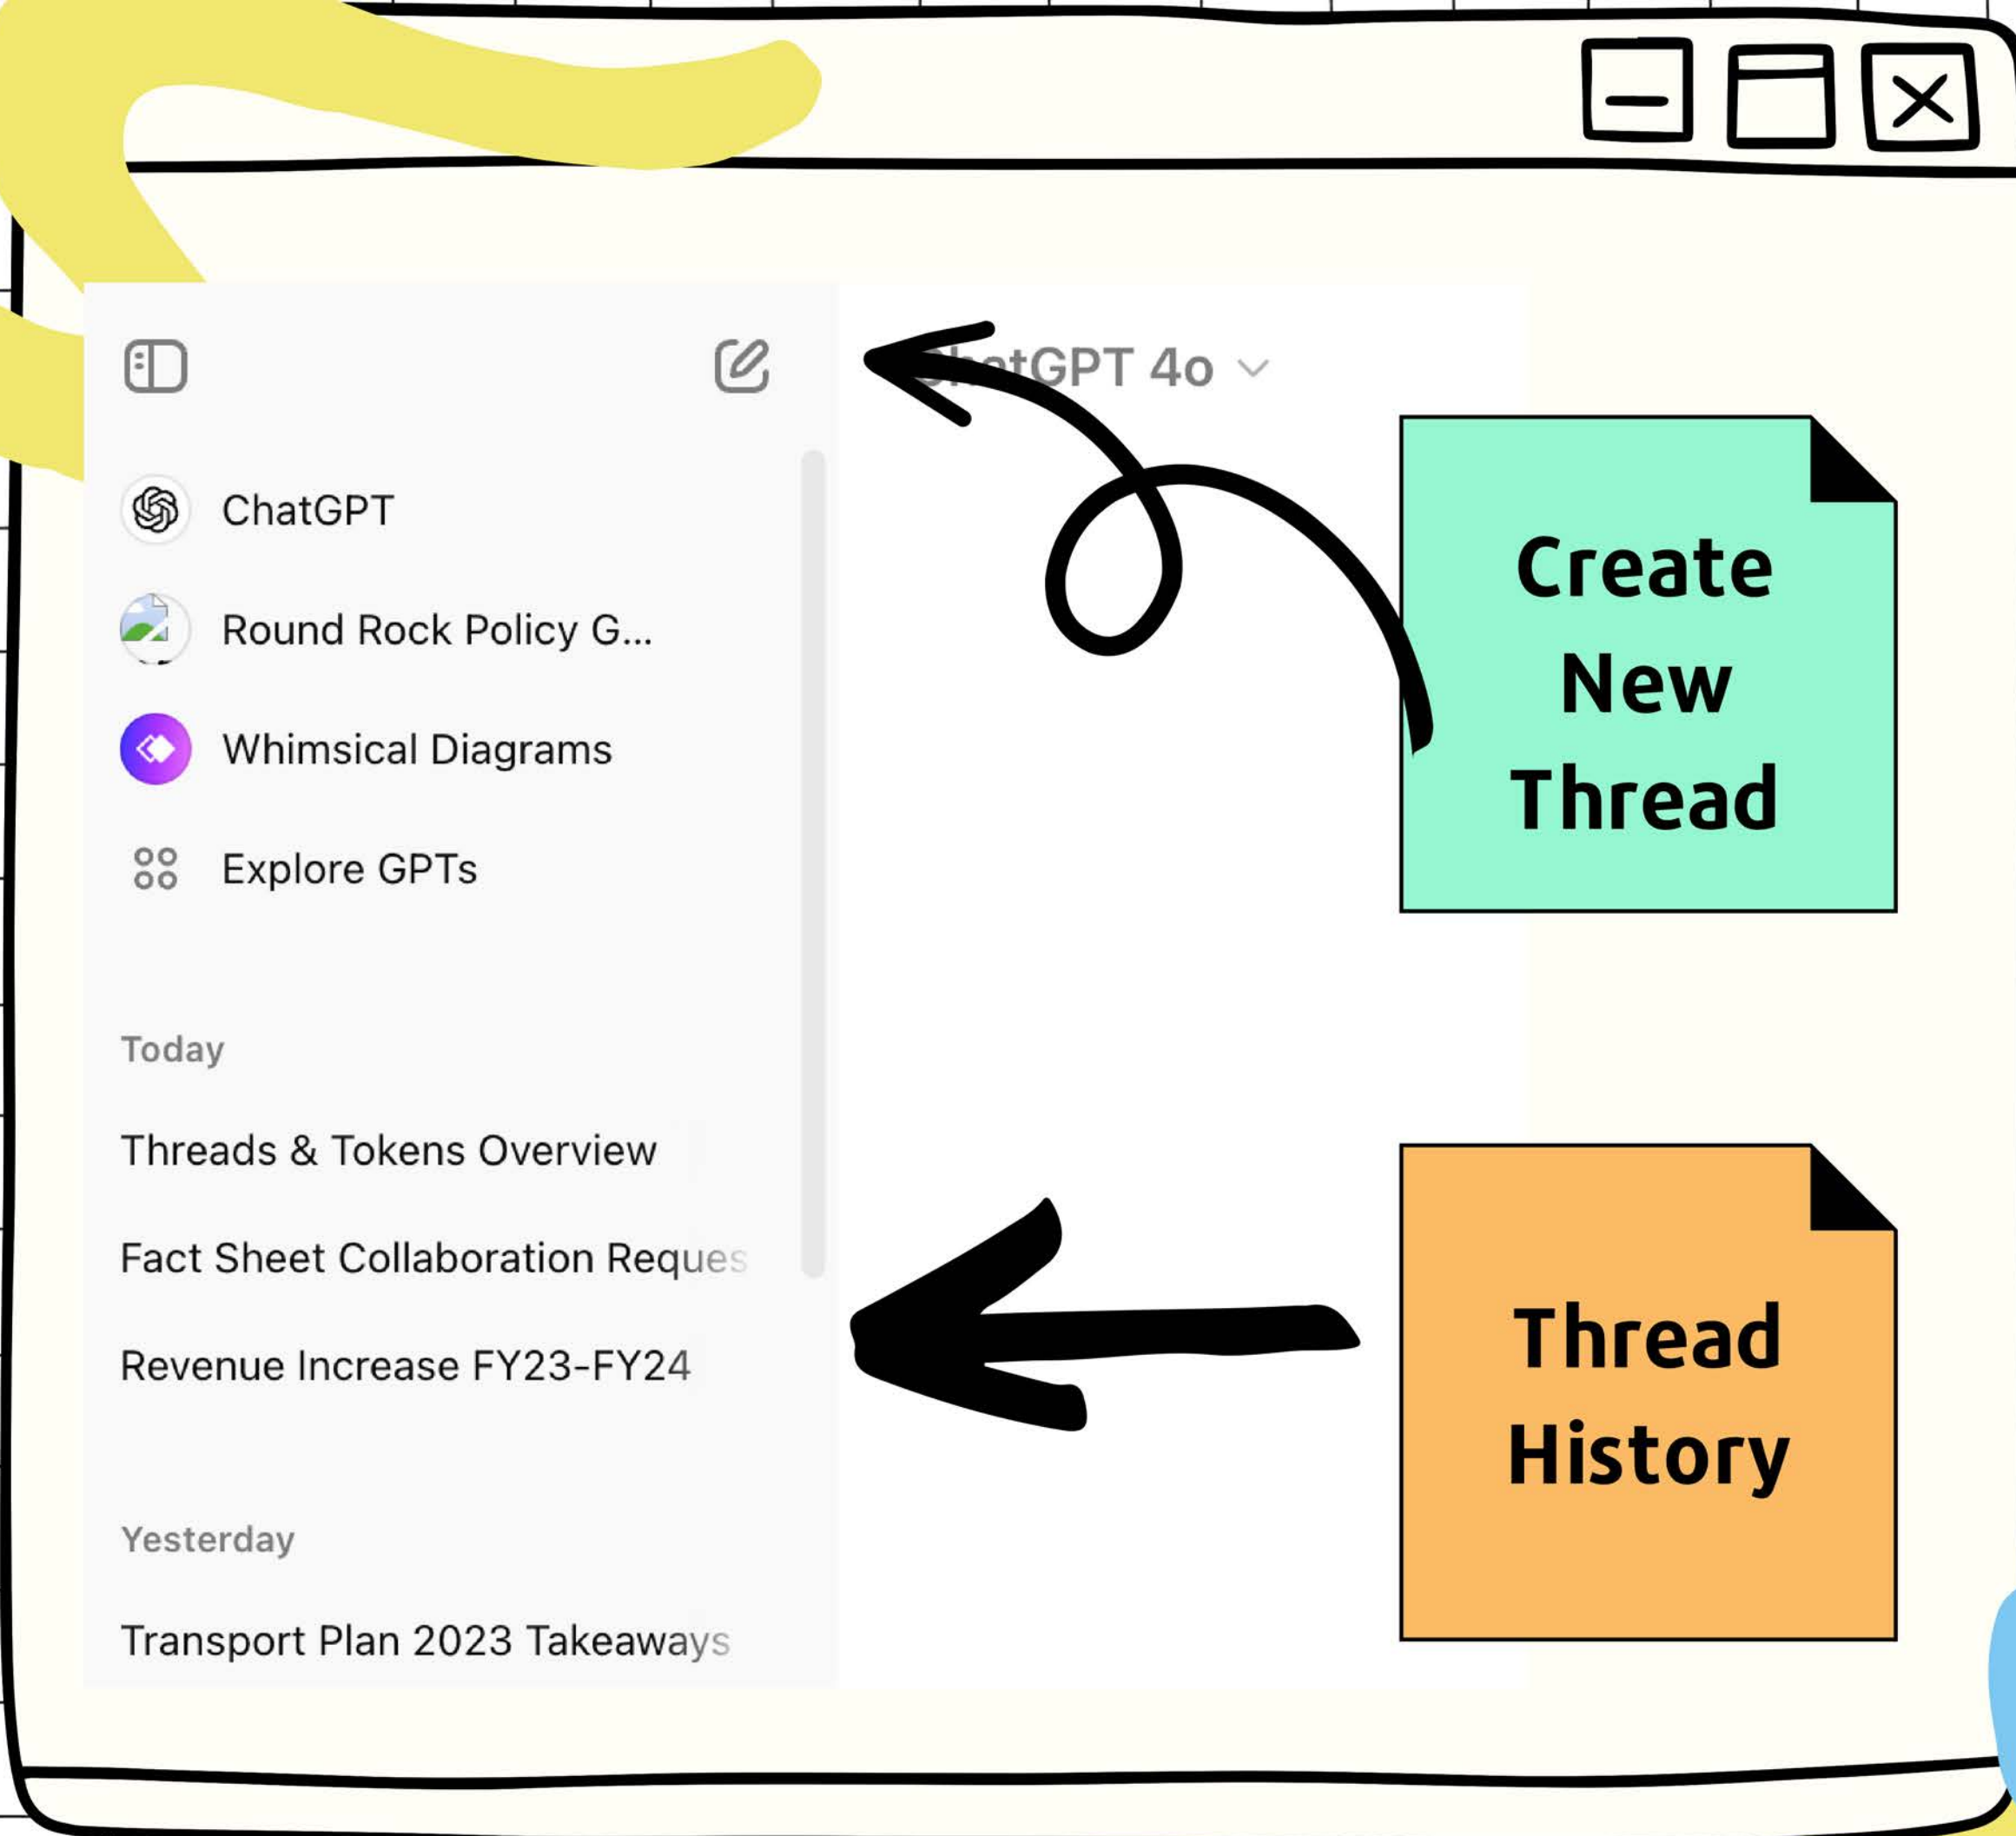 ChatGPT 4o
ChatGPT
Round Rock Policy G...
Whimsical Diagrams
Explore GPTs
Today
Threads & Tokens Overview
Fact Sheet Collaboration Reques
Revenue Increase FY23-FY24
Yesterday
Transport Plan 2023 Takeaways
Create
New
Thread
Thread
History